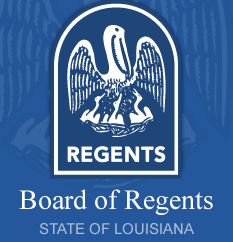 REGENTS
Board of Regents
STATE OF LOUISIANA